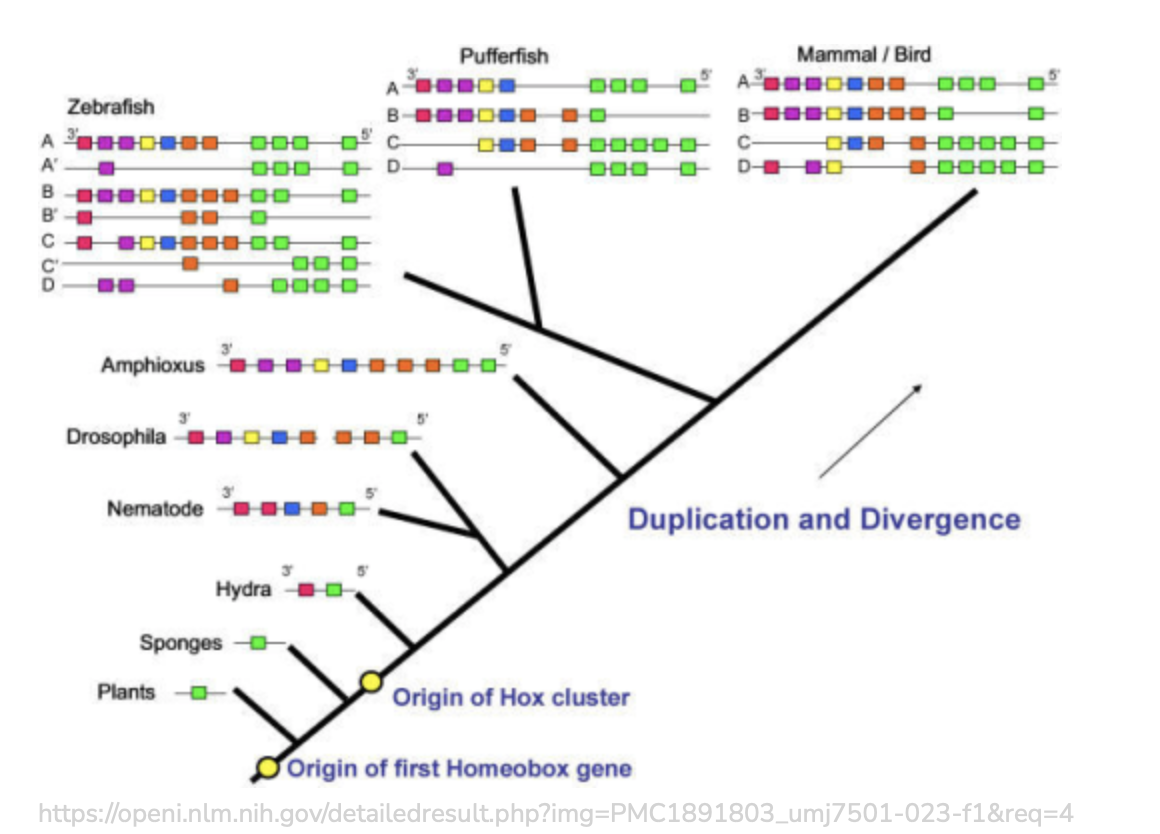 Pufferfish
Mammal / Bird
Zebrafish
3' 5'
A
B
C
D
3' 5'
A
B
C
D
3' 5'
A
A'
B
B'
C
C'
D
3' 5'
Amphioxus
3' 5'
Drosophila
3' 5'
Nematode
Duplication and Divergence
3' 5'
Hydra
Sponges
Plants
Origin of Hox cluster
Origin of first Homeobox gene
https://openi.nlm.nih.gov/detailedresult.php?img=PMC1891803_umj7501-023-f1&req=4